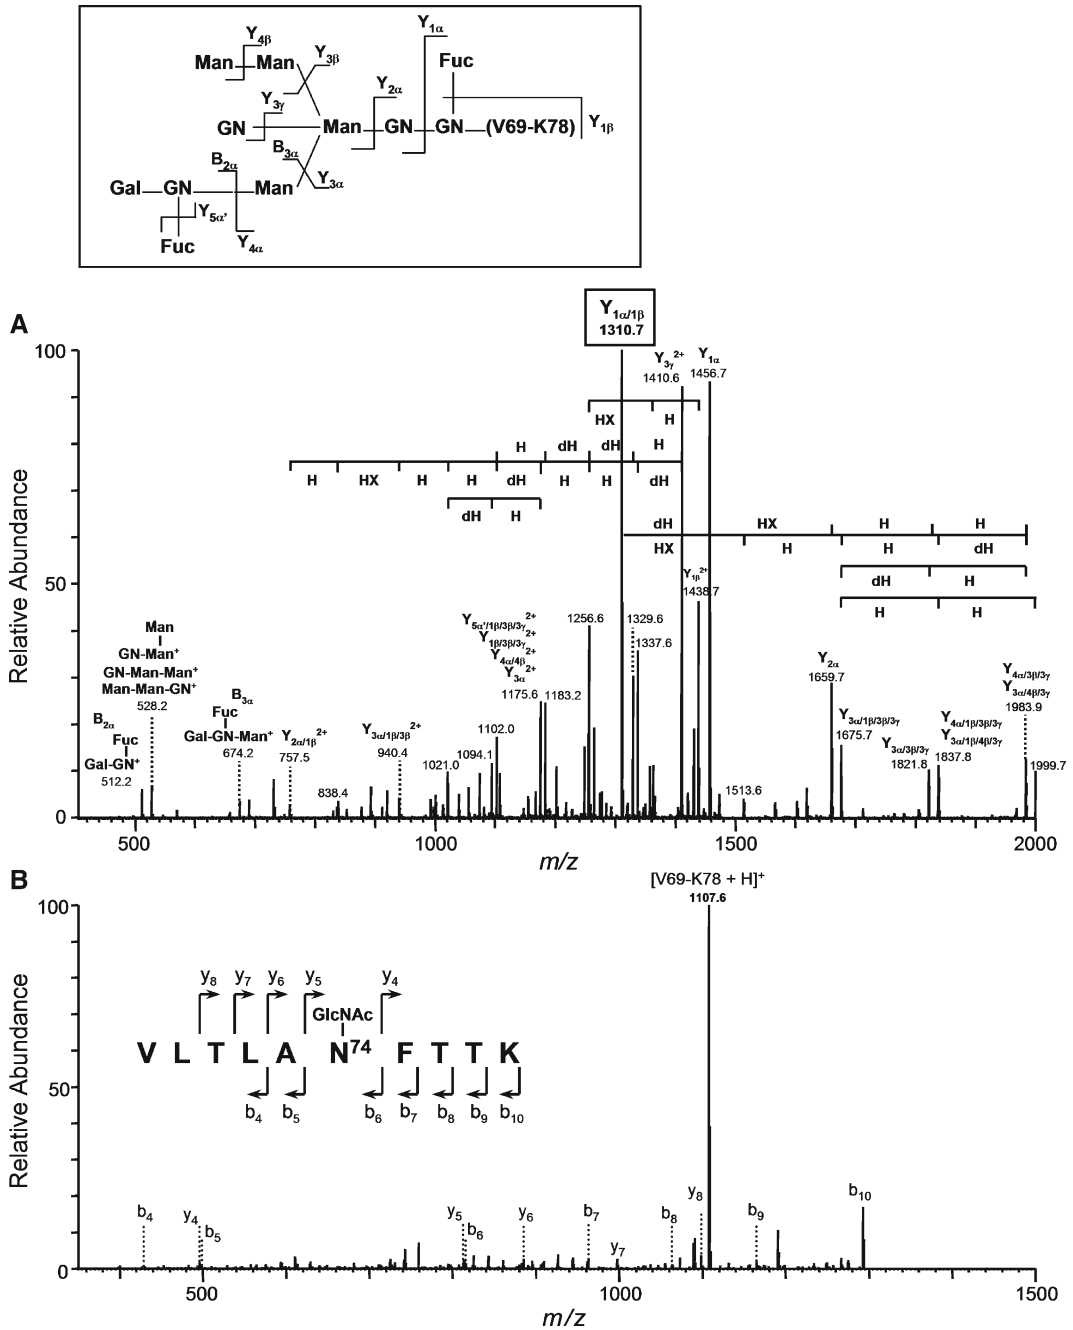 Y4β
Man Man
Y3β
Y1α
Fuc
Y3γ
Y2α
GN Man GN GN (V69-K78)
Y1β
B3α
B2α
Y3α
Gal GN Man
Y5α'
Fuc
Y4α
A
Y1α/1β
1310.7
100
Y3γ2+
1410.6
Y1α
1456.7
HX H
H dH dH H
H HX H H dH H H dH
dH H
dH HX H H
HX H H dH
dH H
H H
Y1β2+
1438.7
50
Relative Abundance
Y5α'/1β/3β/3γ2+
Y1β/3β/3γ2+
Y4α/4β2+
Y3α2+
1175.6
1183.2
1256.6
1329.6
1337.6
Man
GN-Man+
GN-Man-Man+
Man-Man-GN+
528.2
B2α
Fuc
Gal-GN+
512.2
B3α
Fuc
Gal-GN-Man+
674.2
Y2α/1β2+
757.5
838.4
Y3α/1β/3β2+
940.4
1021.0
1094.1
1102.0
1513.6
Y2α
1659.7
Y3α/1β/3β/3γ
1675.7
Y3α/3β/3γ
1821.8
Y4α/1β/3β/3γ
Y3α/1β/4β/3γ
1837.8
Y4α/3β/3γ
Y3α/4β/3γ
1983.9
1999.7
0
500 1000 1500 2000
m/z
B
[V69-K78 + H]+
1107.6
100
y8 y7 y6 y5 y4
GlcNAc
V L T L A N74 F T T K
b4 b5 b6 b7 b8 b9 b10
50
Relative Abundance
b4
y4
b5
y5
b6
y6
b7
y7
b8
y8
b9
b10
0
500 1000 1500
m/z